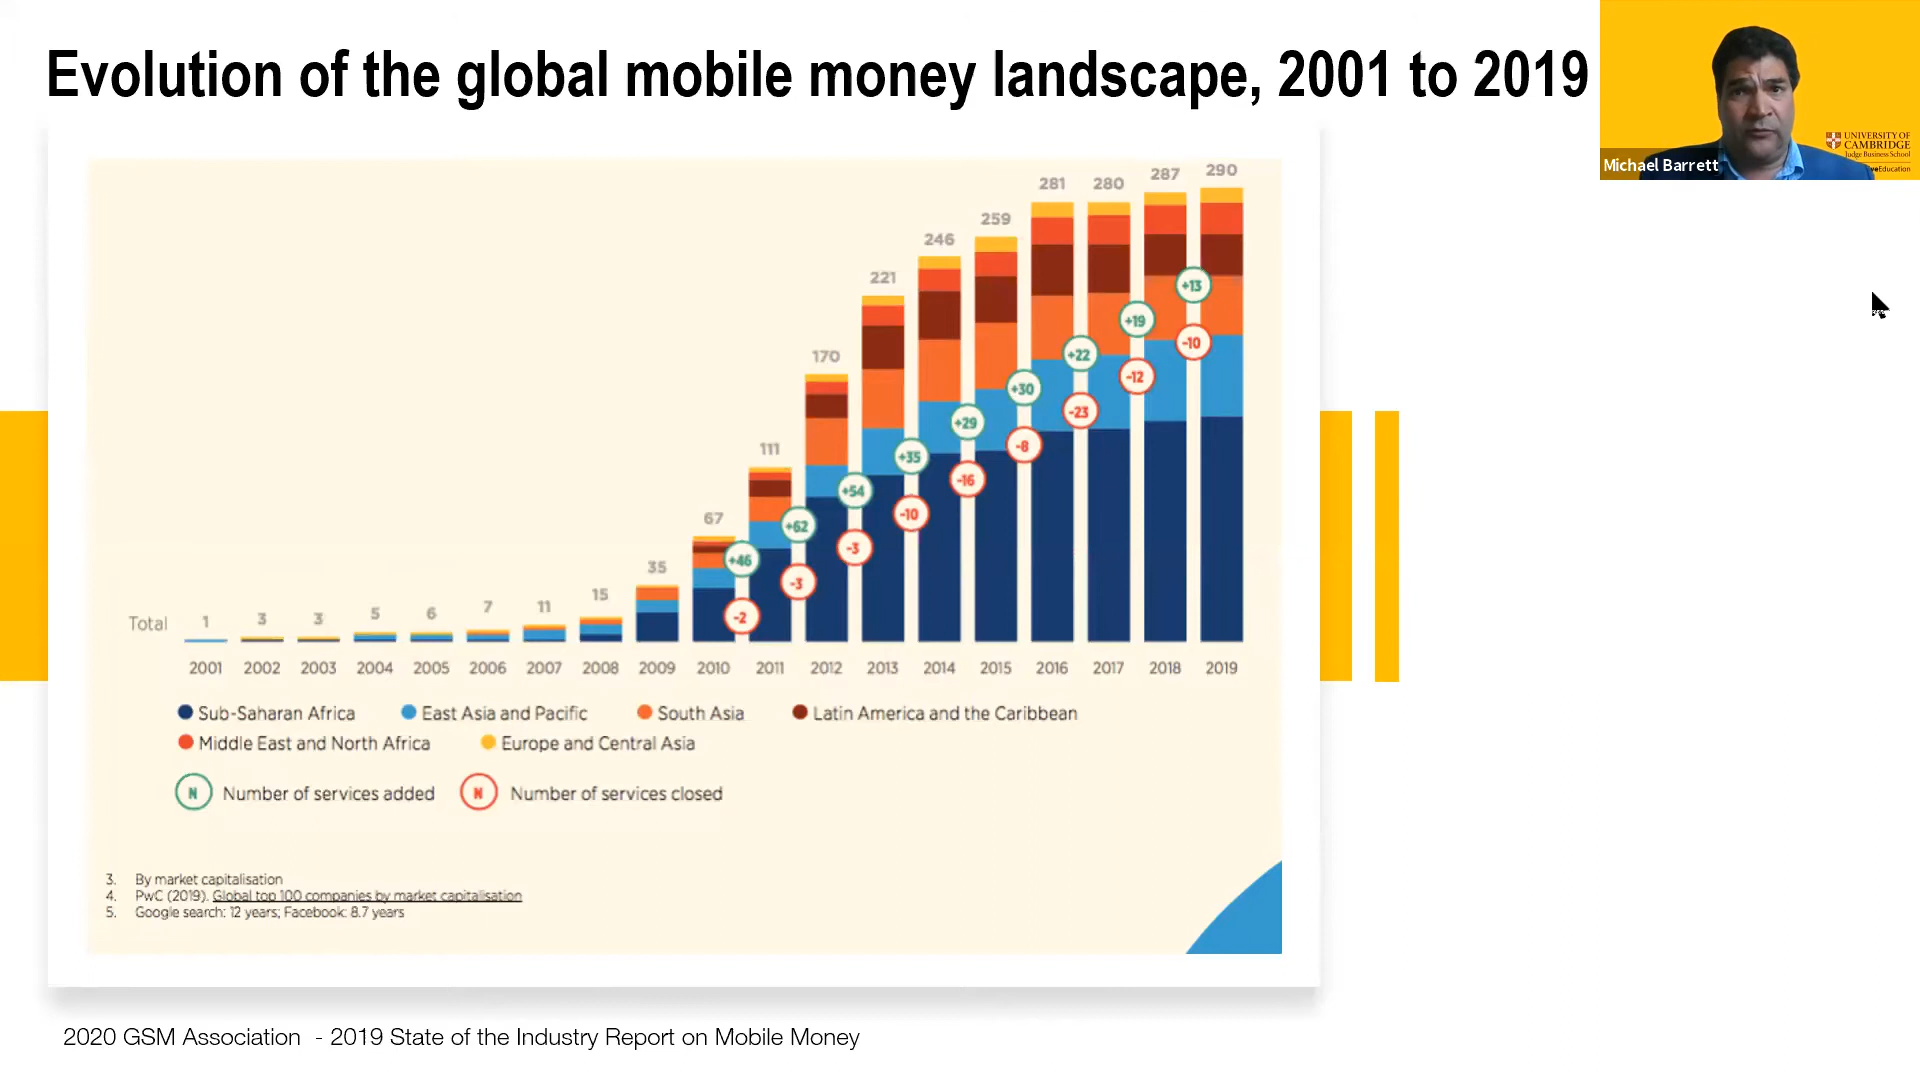 Evolution of the global mobile money landscape, 2001 to 2019
UNIVERSITY OF
CAMBRIDGE
Judge Business School
Michael Barrett
veEducation
290
287
281
280
259
246
221
170
111
67
35
15
11
7
6
5
3
3
1
Total
+13
-10
+19
-12
+22
-23
+30
-8
+29
-16
+35
-10
+54
-3
+62
-3
+46
-2
2001 2002 2003 2004 2005 2006 2007 2008 2009 2010 2011 2012 2013 2014 2015 2016 2017 2018 2019
Sub-Saharan Africa East Asia and Pacific South Asia Latin America and the Caribbean
Middle East and North Africa Europe and Central Asia
N Number of services added N Number of services closed
3. By market capitalisation
4. PwC (2019). Global top 100 companies by market capitalisation
5. Google search: 12 years; Facebook: 8.7 years
2020 GSM Association - 2019 State of the Industry Report on Mobile Money